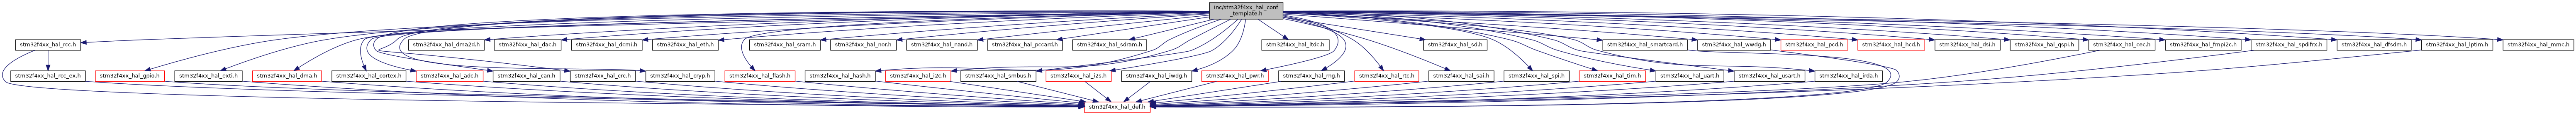 inc/stm32f4xx_hal_conf
_template.h
stm32f4xx_hal_rcc.h
stm32f4xx_hal_dma2d.h
stm32f4xx_hal_dac.h
stm32f4xx_hal_dcmi.h
stm32f4xx_hal_eth.h
stm32f4xx_hal_sram.h
stm32f4xx_hal_nor.h
stm32f4xx_hal_nand.h
stm32f4xx_hal_pccard.h
stm32f4xx_hal_sdram.h
stm32f4xx_hal_ltdc.h
stm32f4xx_hal_sd.h
stm32f4xx_hal_smartcard.h
stm32f4xx_hal_wwdg.h
stm32f4xx_hal_pcd.h
stm32f4xx_hal_hcd.h
stm32f4xx_hal_dsi.h
stm32f4xx_hal_qspi.h
stm32f4xx_hal_cec.h
stm32f4xx_hal_fmpi2c.h
stm32f4xx_hal_spdifrx.h
stm32f4xx_hal_dfsdm.h
stm32f4xx_hal_lptim.h
stm32f4xx_hal_mmc.h
stm32f4xx_hal_rcc_ex.h
stm32f4xx_hal_gpio.h
stm32f4xx_hal_exti.h
stm32f4xx_hal_dma.h
stm32f4xx_hal_cortex.h
stm32f4xx_hal_adc.h
stm32f4xx_hal_can.h
stm32f4xx_hal_crc.h
stm32f4xx_hal_cryp.h
stm32f4xx_hal_flash.h
stm32f4xx_hal_hash.h
stm32f4xx_hal_i2c.h
stm32f4xx_hal_smbus.h
stm32f4xx_hal_i2s.h
stm32f4xx_hal_iwdg.h
stm32f4xx_hal_pwr.h
stm32f4xx_hal_rng.h
stm32f4xx_hal_rtc.h
stm32f4xx_hal_sai.h
stm32f4xx_hal_spi.h
stm32f4xx_hal_tim.h
stm32f4xx_hal_uart.h
stm32f4xx_hal_usart.h
stm32f4xx_hal_irda.h
stm32f4xx_hal_def.h